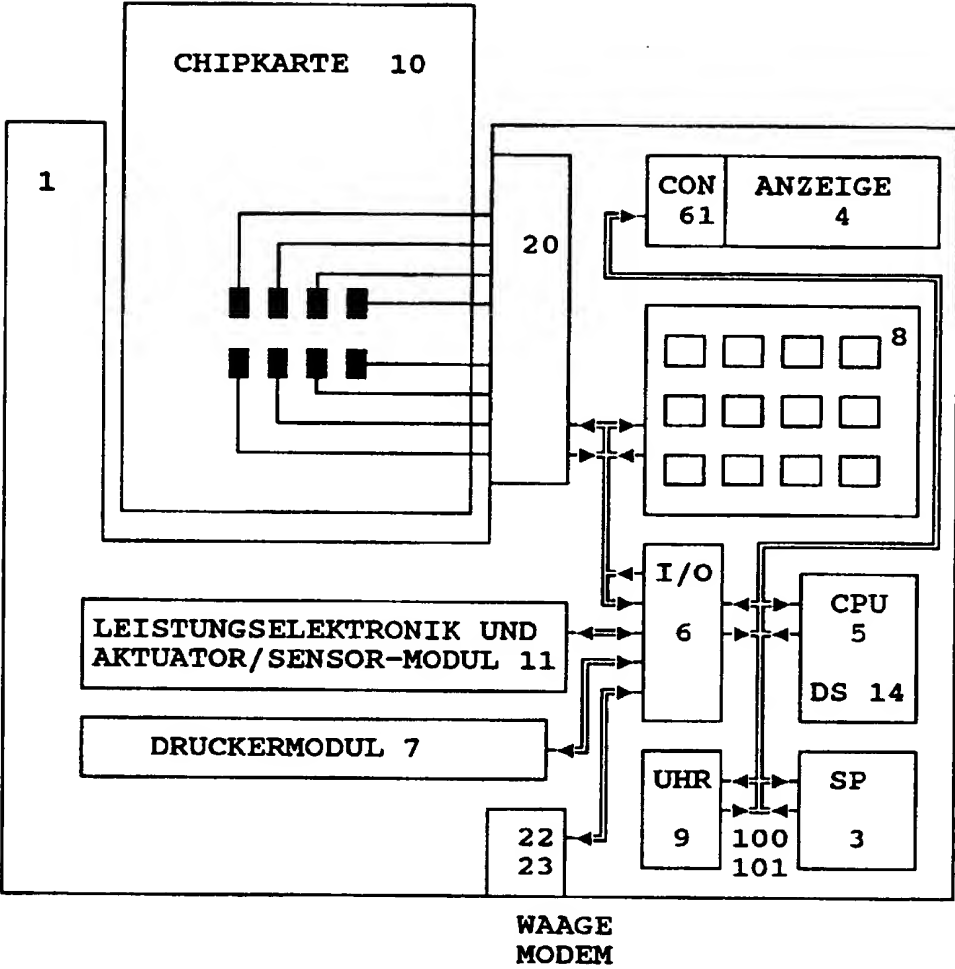 CHIPKARTE 10
1
CON 61
ANZEIGE 4
20
8
I/O 6
CPU 5
DS 14
LEISTUNGSELEKTRONIK UND
AKTUATOR/SENSOR-MODUL 11
DRUCKERMODUL 7
UHR 9
100
101
SP 3
22
23
WAAGE
MODEM